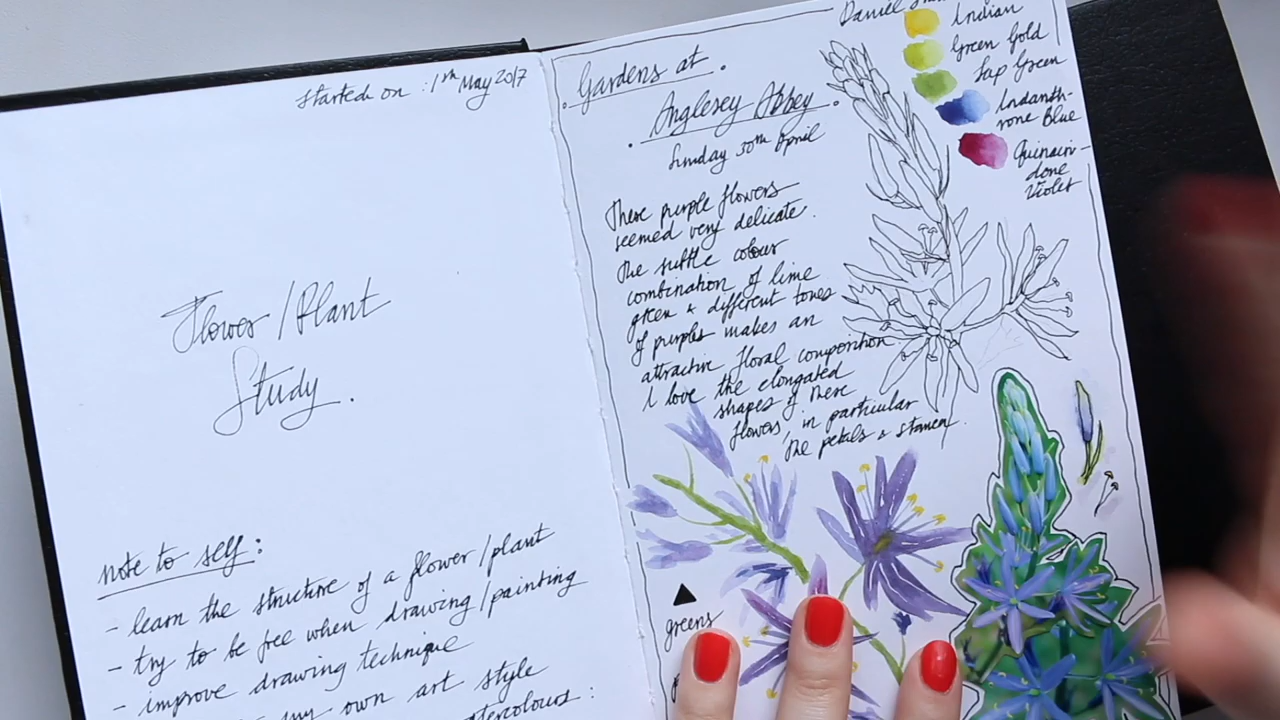 Started on : 1st May 2017
Flower / Plant
Study.
note to self :
- learn the structure of a flower / plant
- try to be free when drawing / painting
- improve drawing technique
my own art style
watercolours :
Gardens at
Anglesey Abbey
Sunday 30th April
These purple flowers
seemed very delicate.
The subtle colour
combination of lime
green & different tones
of purples makes an
attractive floral composition.
I love the elongated
shapes of these
flowers, in particular
the petals & stamen.
Daniel
Indian
Green Gold
Sap Green
Indanth-
rone Blue
Quinacri-
done
Violet
greens